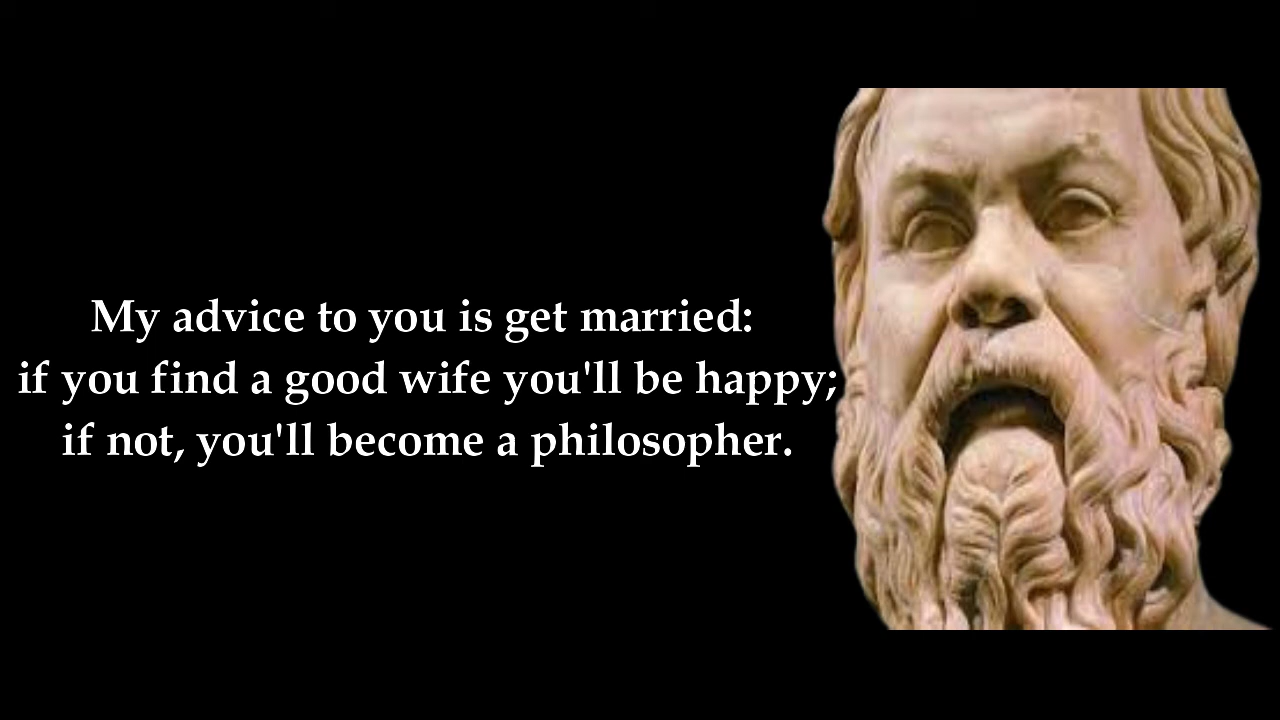 My advice to you is get married:
if you find a good wife you'll be happy;
if not, you'll become a philosopher.